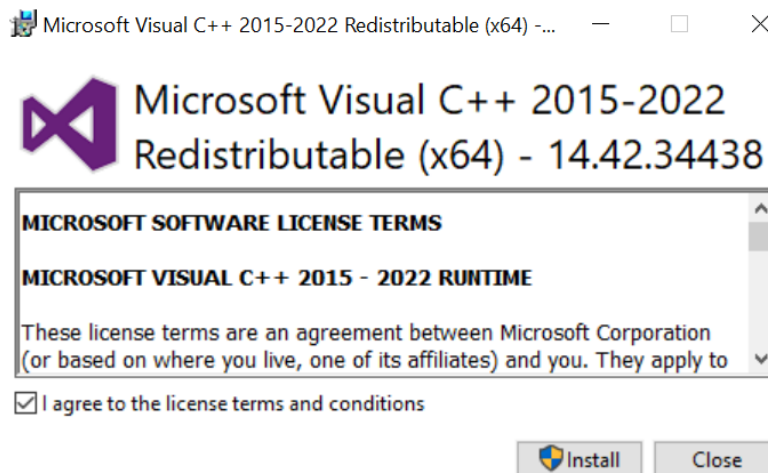 Microsoft Visual C++ 2015-2022 Redistributable (x64) -...
Microsoft Visual C++ 2015-2022
Redistributable (x64) - 14.42.34438
MICROSOFT SOFTWARE LICENSE TERMS
MICROSOFT VISUAL C++ 2015 - 2022 RUNTIME
These license terms are an agreement between Microsoft Corporation
(or based on where you live, one of its affiliates) and you. They apply to
I agree to the license terms and conditions
Install
Close